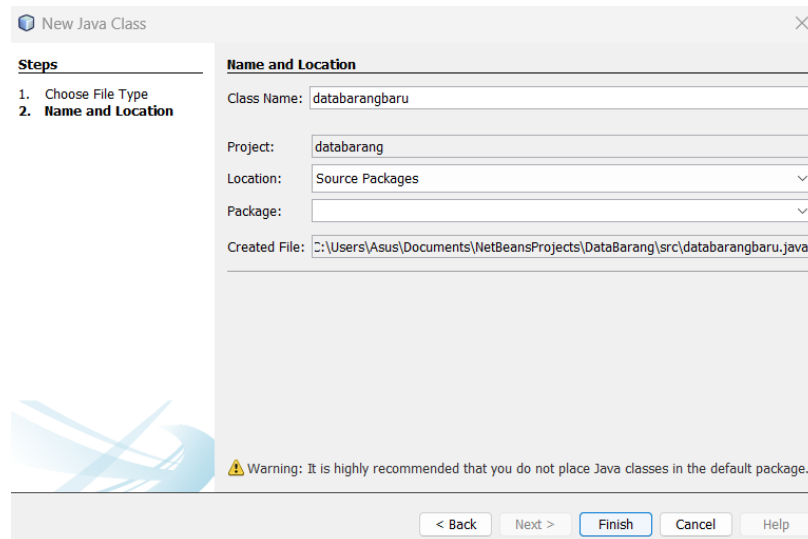 New Java Class
Steps
1. Choose File Type
2. Name and Location
Name and Location
Class Name: databarangbaru
Project: databarang
Location: Source Packages
Package:
Created File: C:\Users\Asus\Documents\NetBeansProjects\DataBarang\src\databarangbaru.java
Warning: It is highly recommended that you do not place Java classes in the default package.
< Back Next > Finish Cancel Help